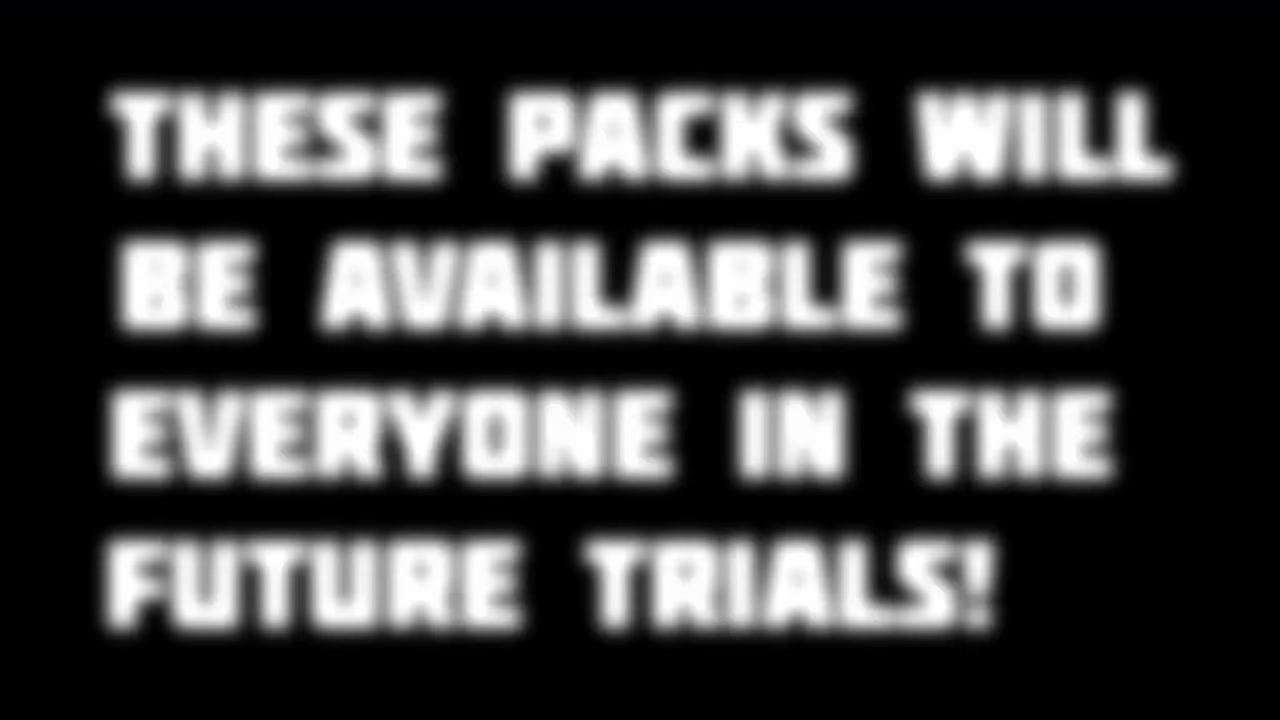 THESE PACKS WILL
BE AVAILABLE TO
EVERYONE IN THE
FUTURE TRIALS!